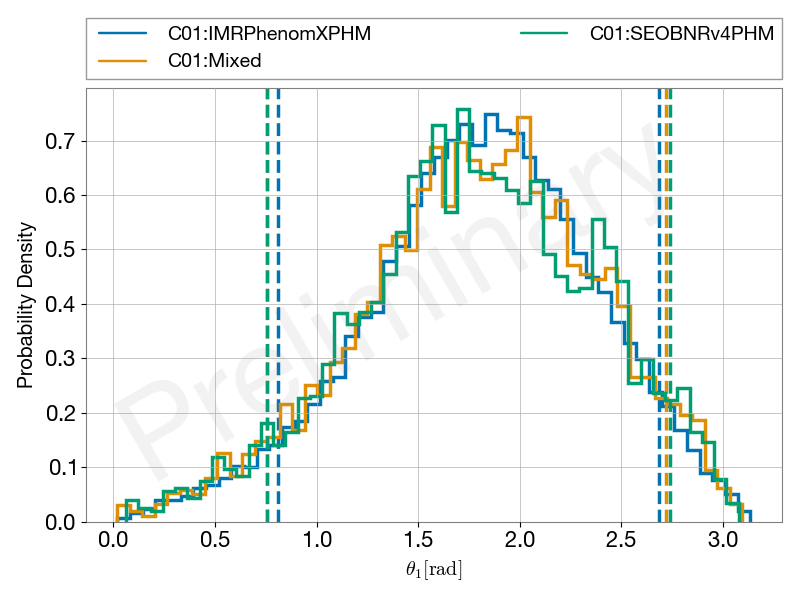 C01:IMRPhenomXPHM
C01:Mixed
C01:SEOBNRv4PHM
Preliminary
Probability Density
0.7
0.6
0.5
0.4
0.3
0.2
0.1
0.0
0.0 0.5 1.0 1.5 2.0 2.5 3.0
θ₁[rad]